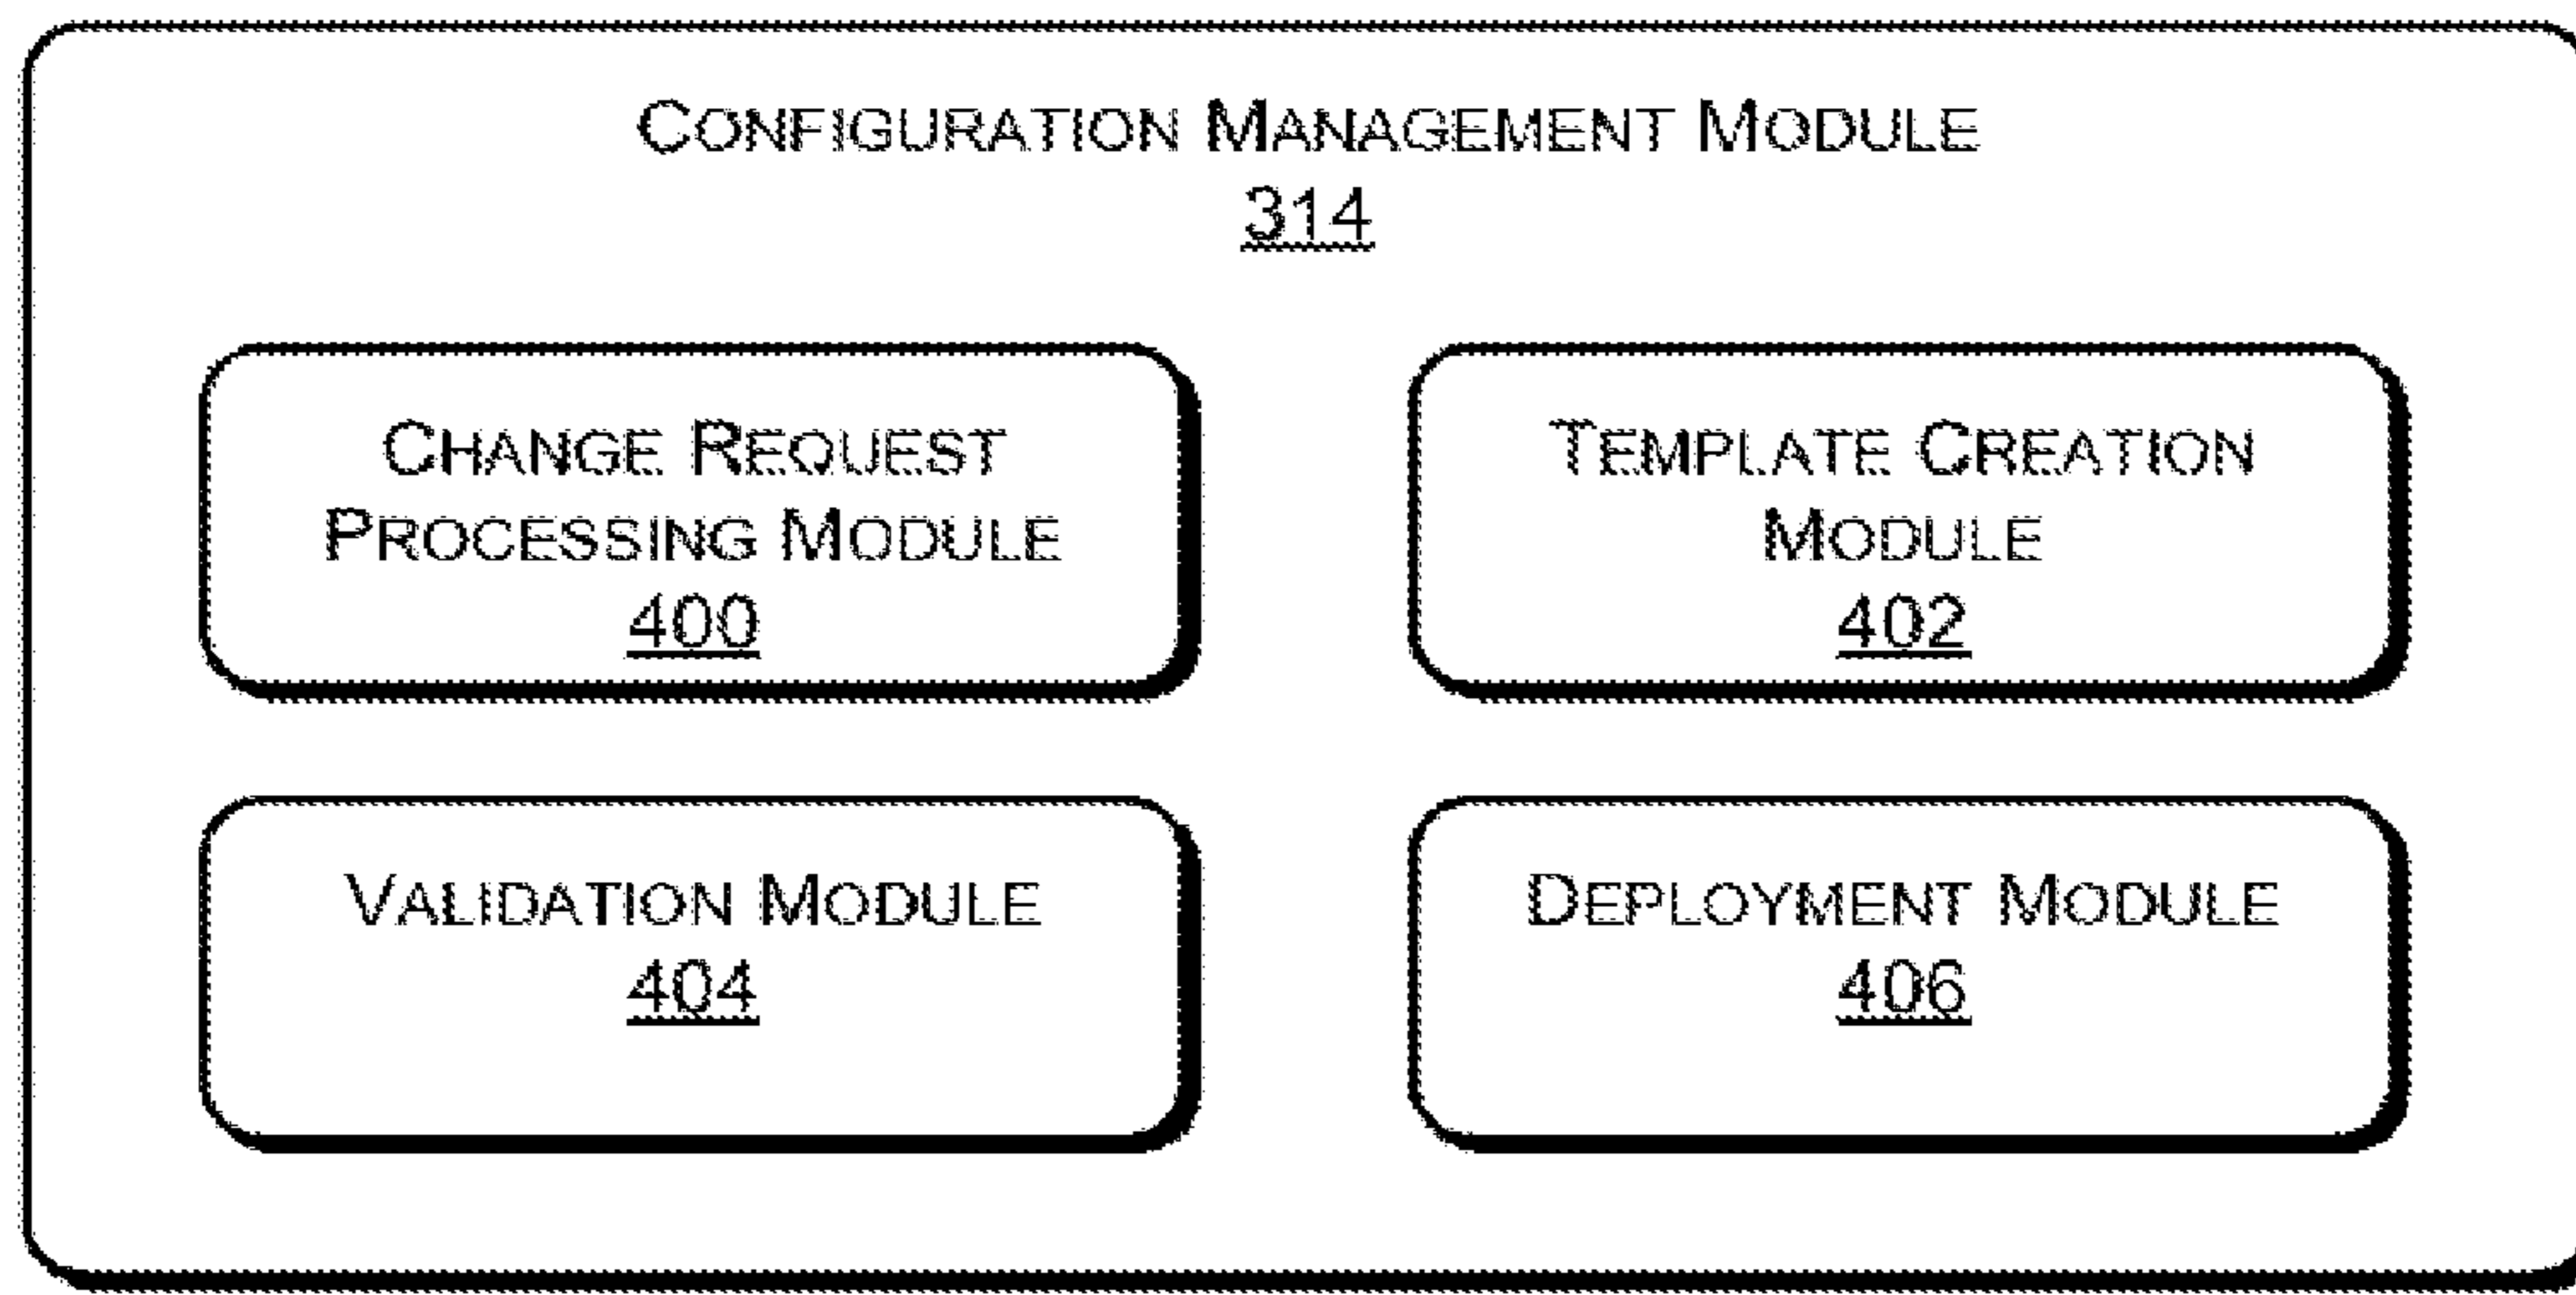 CONFIGURATION MANAGEMENT MODULE
314
CHANGE REQUEST
PROCESSING MODULE
400
TEMPLATE CREATION
MODULE
402
VALIDATION MODULE
404
DEPLOYMENT MODULE
406